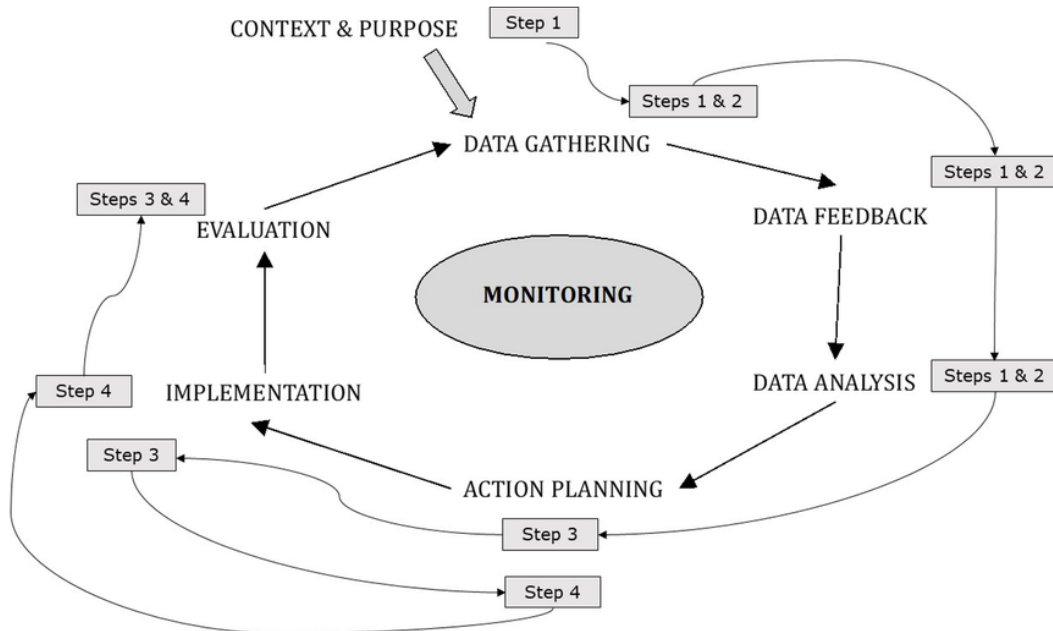 Step 1
CONTEXT & PURPOSE
Steps 1 & 2
DATA GATHERING
Steps 1 & 2
Steps 3 & 4
DATA FEEDBACK
EVALUATION
MONITORING
Steps 1 & 2
DATA ANALYSIS
IMPLEMENTATION
Step 4
Step 3
ACTION PLANNING
Step 3
Step 4